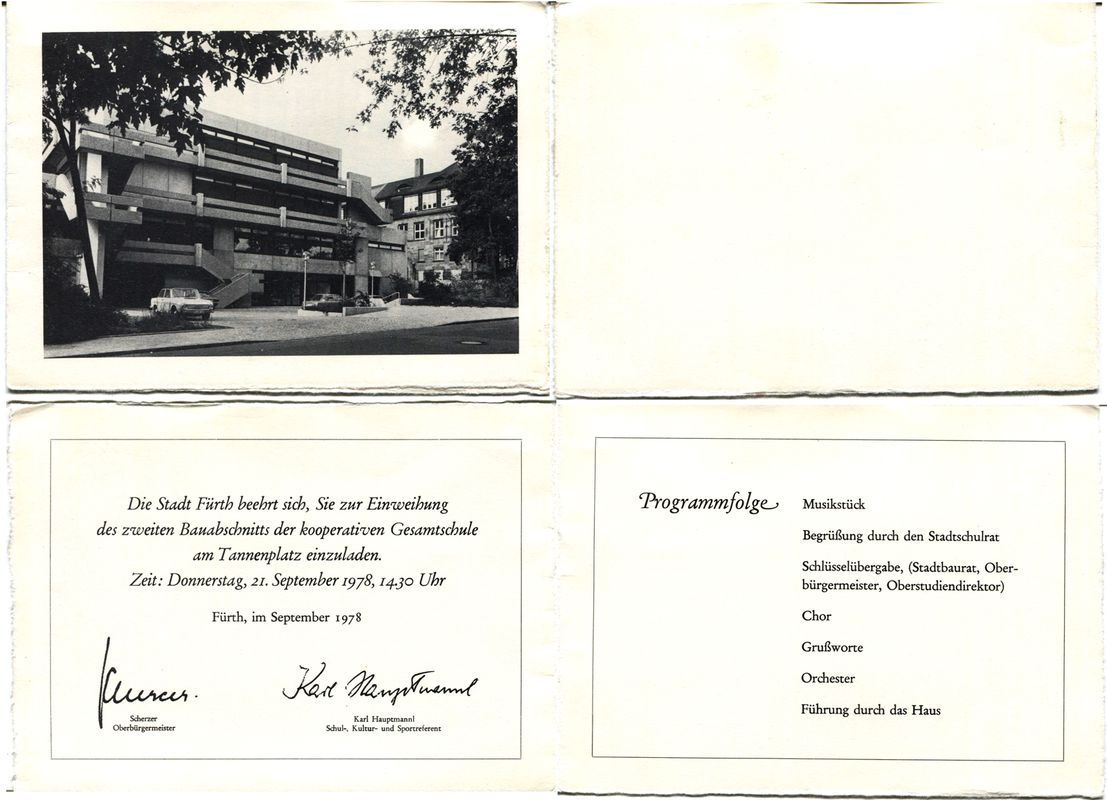 Die Stadt Fürth beehrt sich, Sie zur Einweihung
des zweiten Bauabschnitts der kooperativen Gesamtschule
am Tannenplatz einzuladen.
Zeit: Donnerstag, 21. September 1978, 14.30 Uhr
Fürth, im September 1978
Scherzer.
Karl Hauptmannl
Scherzer
Oberbürgermeister
Karl Hauptmannl
Schul-, Kultur- und Sportreferent
Programmfolge
Musikstück
Begrüßung durch den Stadtschulrat
Schlüsselübergabe, (Stadtbaurat, Ober-
bürgermeister, Oberstudiendirektor)
Chor
Grußworte
Orchester
Führung durch das Haus